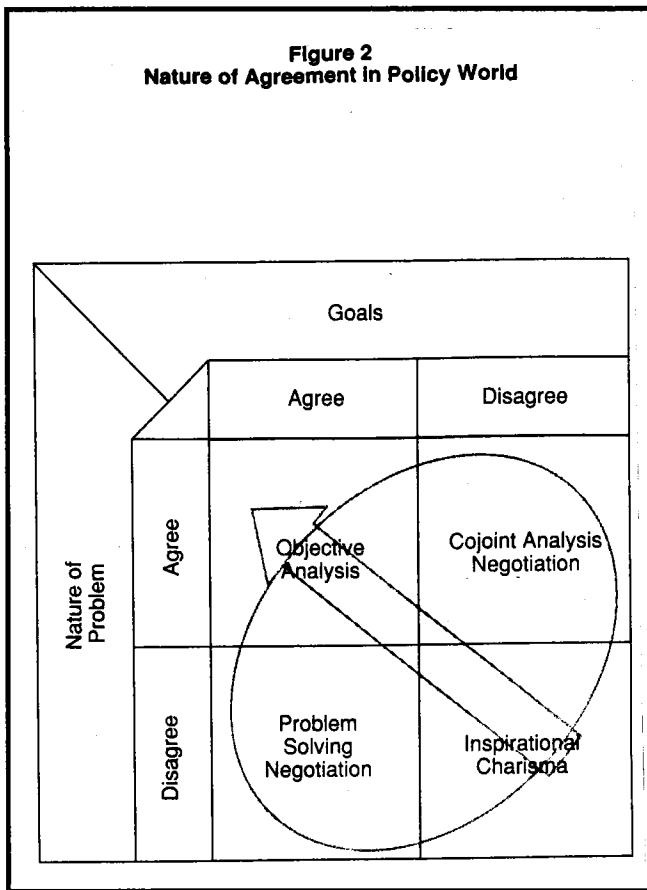 Figure 2
Nature of Agreement in Policy World
Goals
Agree
Disagree
Nature of
Problem
Agree
Objective
Analysis
Cojoint Analysis
Negotiation
Disagree
Problem
Solving
Negotiation
Inspirational
Charisma